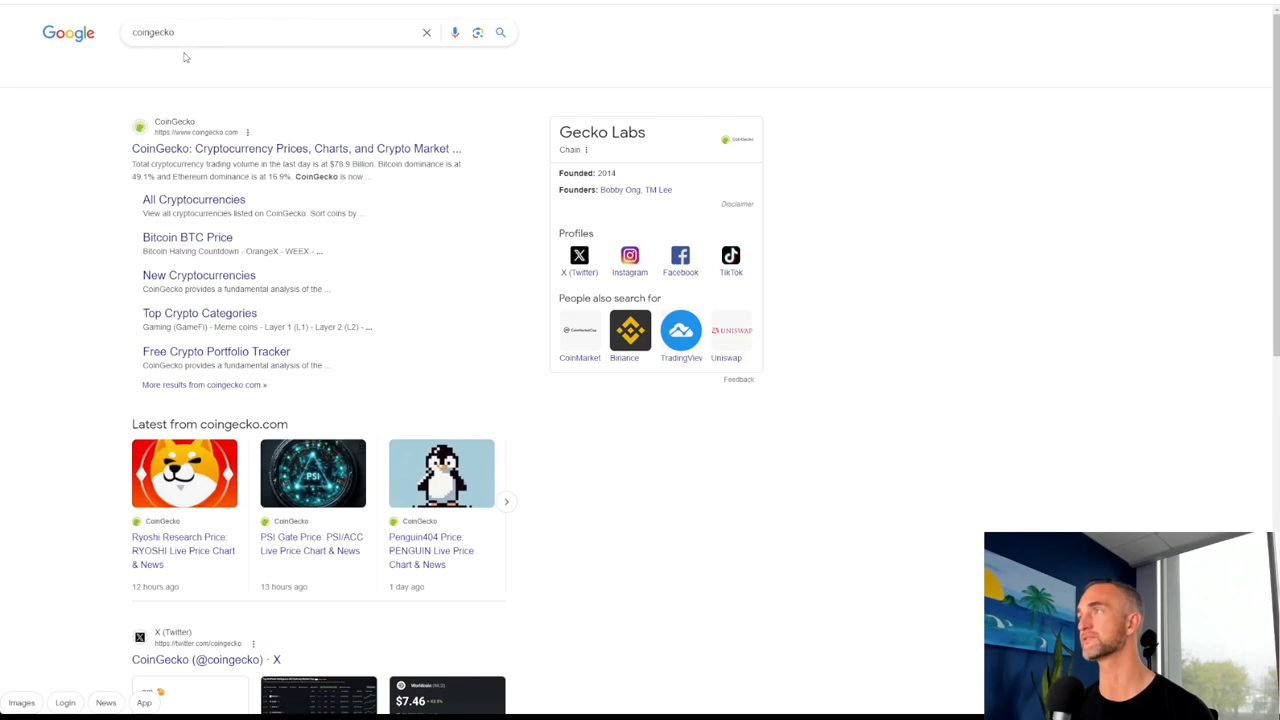 Google
coingecko
CoinGecko
https://www.coingecko.com
CoinGecko: Cryptocurrency Prices, Charts, and Crypto Market ...
Total cryptocurrency trading volume in the last day is at $78.9 Billion. Bitcoin dominance is at
49.1% and Ethereum dominance is at 16.9%. CoinGecko is now ...
All Cryptocurrencies
View all cryptocurrencies listed on CoinGecko. Sort coins by ...
Bitcoin BTC Price
Bitcoin Halving Countdown - OrangeX - WEEX - ...
New Cryptocurrencies
CoinGecko provides a fundamental analysis of the ...
Top Crypto Categories
Gaming (GameFi) - Meme coins - Layer 1 (L1) - Layer 2 (L2) - ...
Free Crypto Portfolio Tracker
CoinGecko provides a fundamental analysis of the ...
More results from coingecko.com »
Gecko Labs
CoinGecko
Chain
Founded: 2014
Founders: Bobby Ong, TM Lee
Disclaimer
Profiles
X (Twitter)
Instagram
Facebook
TikTok
People also search for
CoinMarketCap
UNISWAP
CoinMarket
Binance
TradingView
Uniswap
Feedback
Latest from coingecko.com
PSI
CoinGecko
Ryoshi Research Price:
RYOSHI Live Price Chart
& News
12 hours ago
CoinGecko
PSI Gate Price: PSI/ACC
Live Price Chart & News
13 hours ago
CoinGecko
Penguin404 Price:
PENGUIN Live Price
Chart & News
1 day ago
X (Twitter)
https://twitter.com/coingecko
CoinGecko (@coingecko) · X
Worldcoin
$7.46
Images
Login
News
App